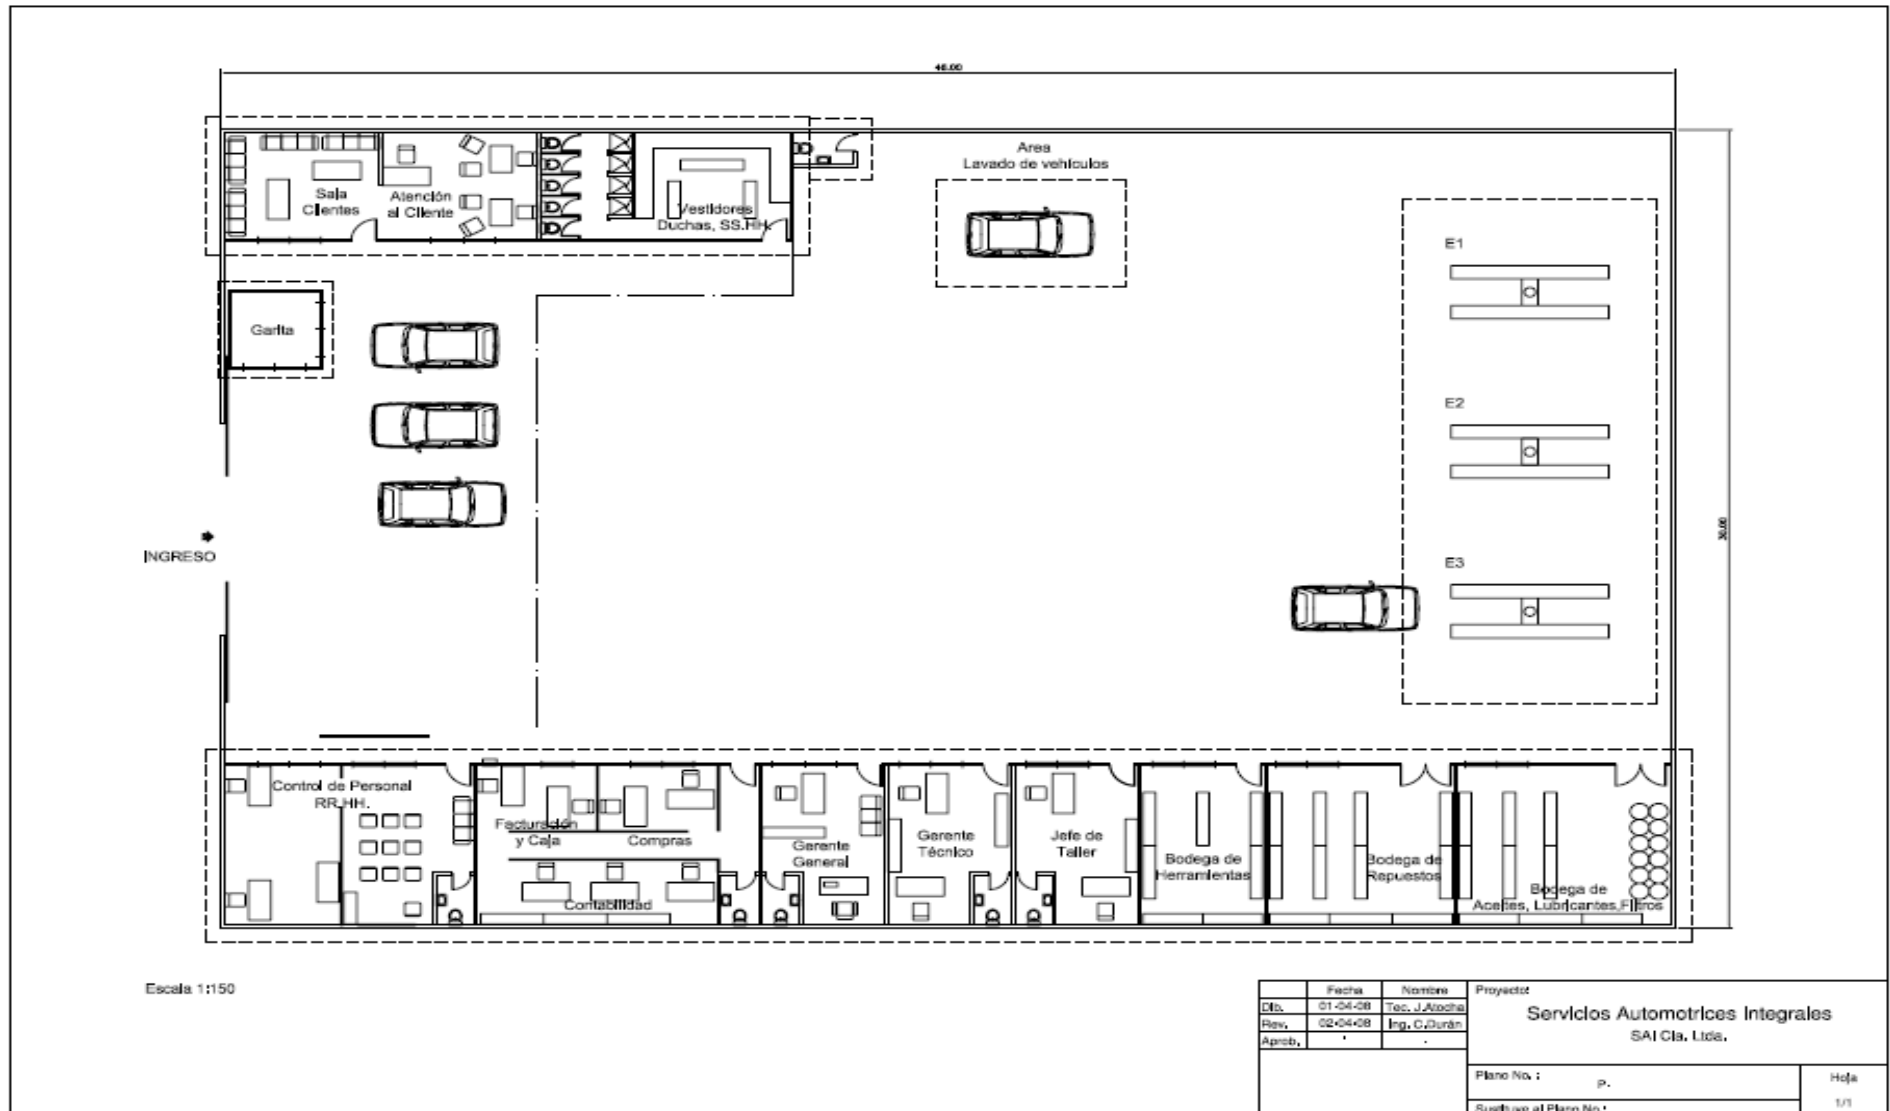 46.00
Area
Lavado de vehículos
Sala
Clientes
Atención
al Cliente
Vestidores
Duchas, SS.HH.
E1
Garita
E2
30.00
INGRESO
E3
Control de Personal
RR.HH.
Facturación
y Caja
Compras
Contabilidad
Gerente
General
Gerente
Técnico
Jefe de
Taller
Bodega de
Herramientas
Bodega de
Repuestos
Bodega de
Aceites, Lubricantes,Filtros
Escala 1:150
Fecha Nombre
Dib. 01-04-08 Tec. J.Atocha
Rev. 02-04-08 Ing. C.Durán
Aprob.
Proyecto:
Servicios Automotrices Integrales
SAI Cia. Ltda.
Plano No. :
P.
Hoja
1/1
Sustituye al Plano No.: